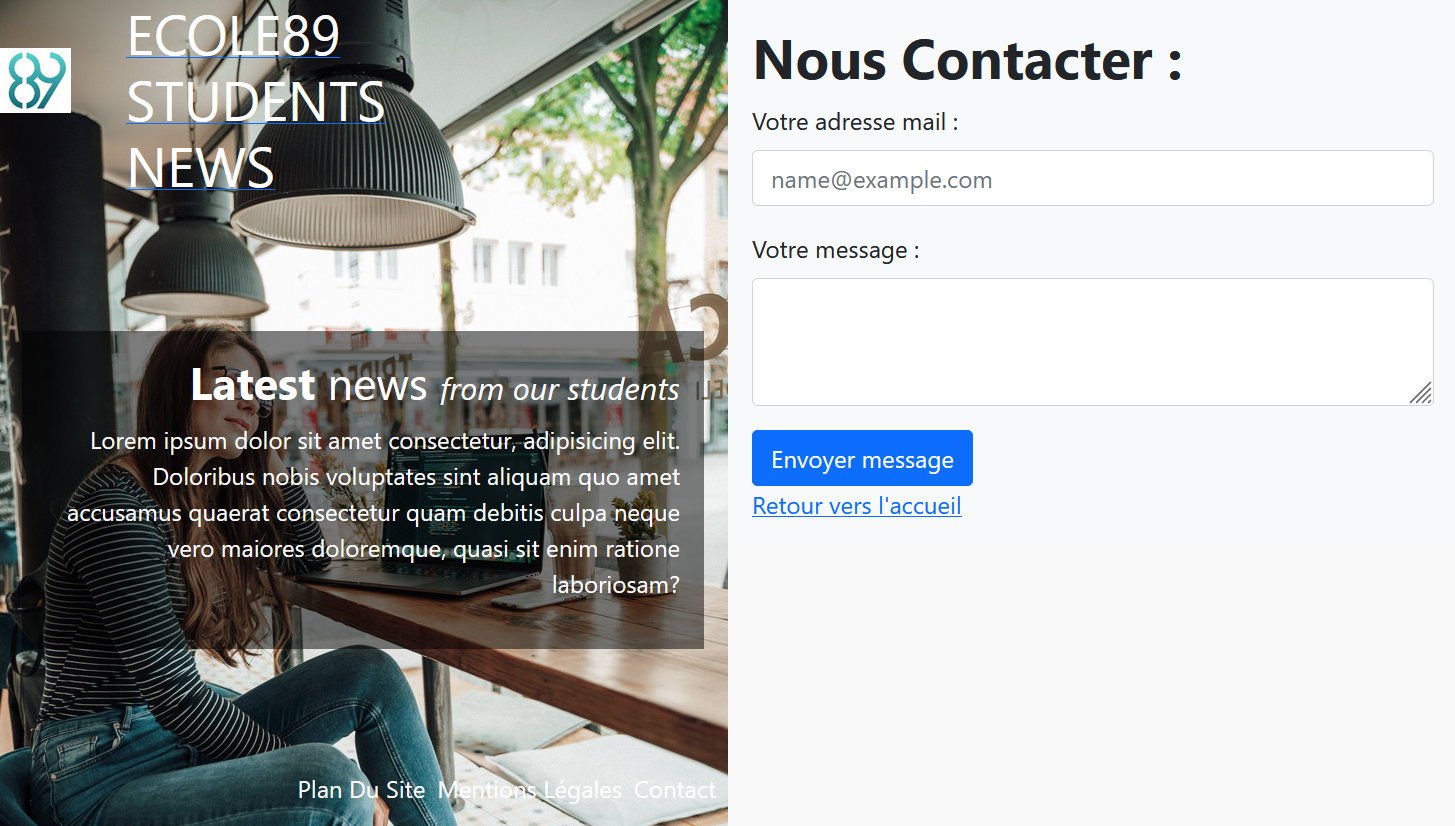 89
ECOLE89
STUDENTS
NEWS
Latest news from our students
Lorem ipsum dolor sit amet consectetur, adipisicing elit.
Doloribus nobis voluptates sint aliquam quo amet
accusamus quaerat consectetur quam debitis culpa neque
vero maiores doloremque, quasi sit enim ratione
laboriosam?
Plan Du Site Mentions Légales Contact
Nous Contacter :
Votre adresse mail :
name@example.com
Votre message :
Envoyer message
Retour vers l'accueil